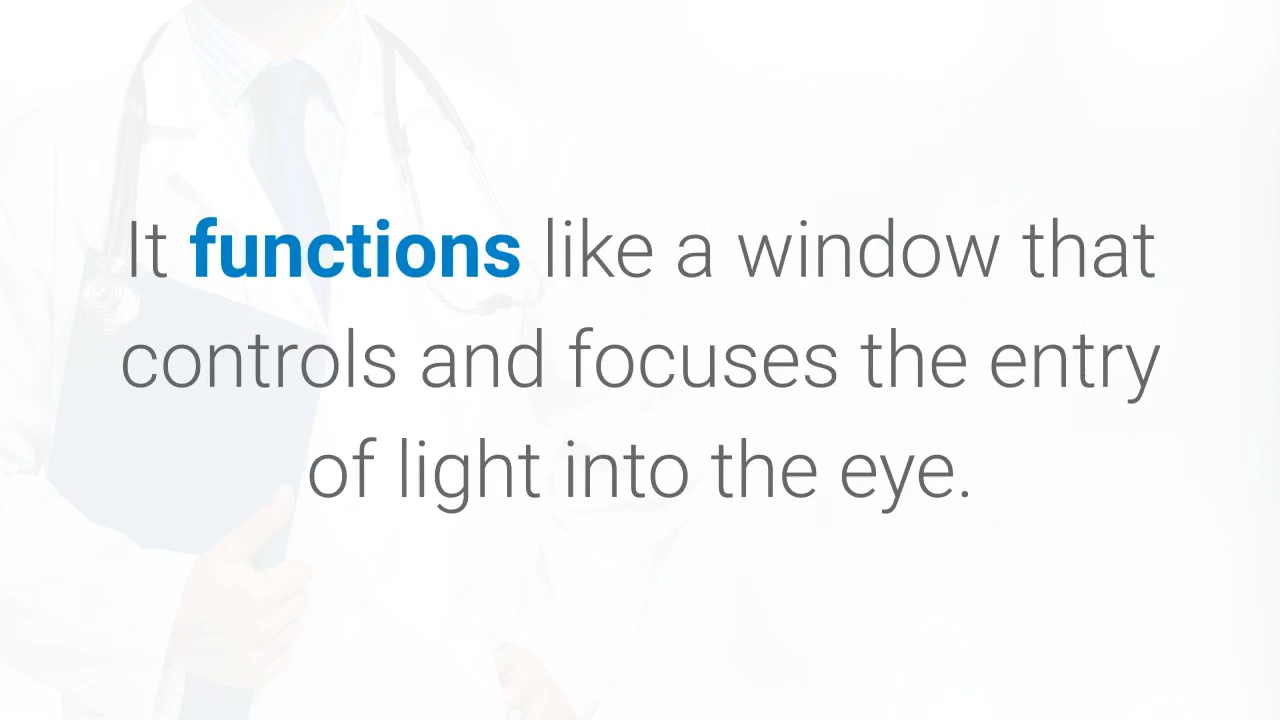 It functions like a window that
controls and focuses the entry
of light into the eye.